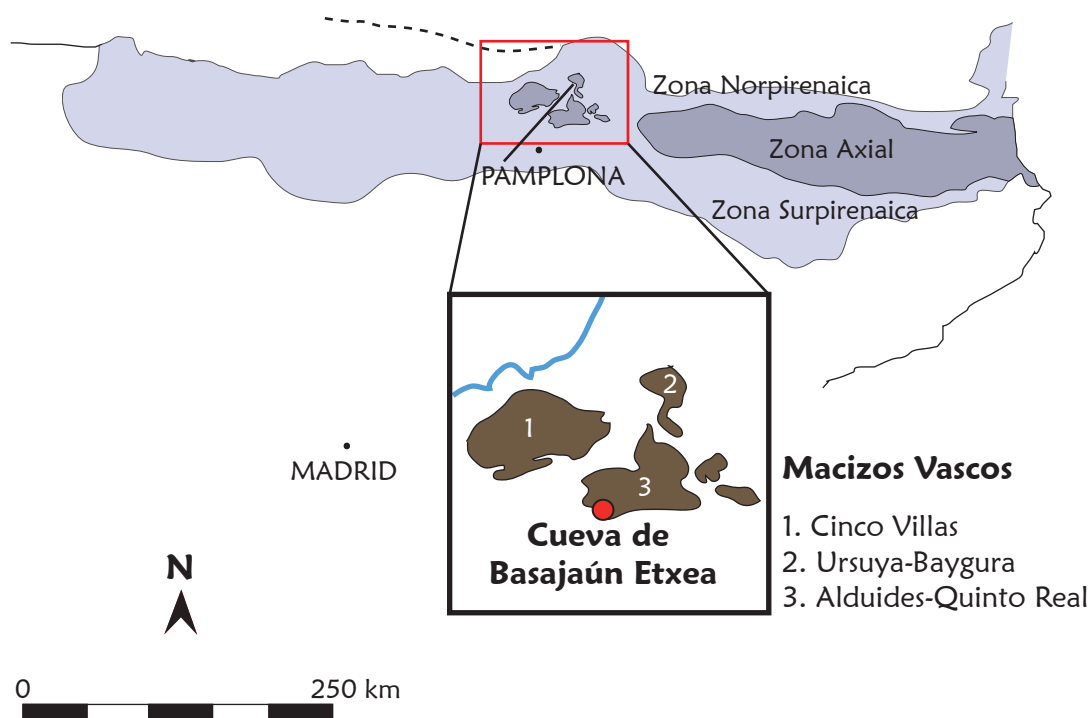 Zona Norpirenaica
Zona Axial
PAMPLONA
Zona Surpirenaica
1
2
3
MADRID
Cueva de
Basajaún Etxea
Macizos Vascos
1. Cinco Villas
2. Ursuya-Baygura
3. Alduides-Quinto Real
N
0 250 km